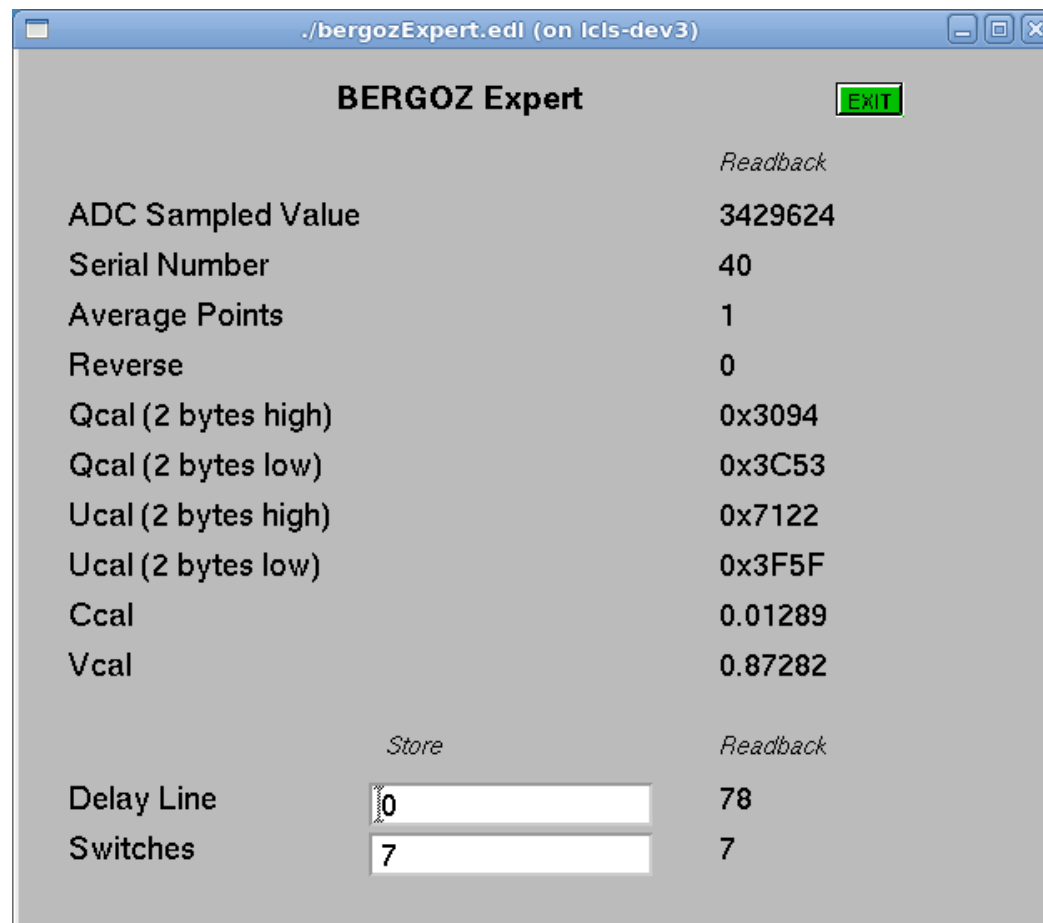 ./bergozExpert.edl (on lcls-dev3)
BERGOZ Expert EXIT
Readback
ADC Sampled Value 3429624
Serial Number 40
Average Points 1
Reverse 0
Qcal (2 bytes high) 0x3094
Qcal (2 bytes low) 0x3C53
Ucal (2 bytes high) 0x7122
Ucal (2 bytes low) 0x3F5F
Ccal 0.01289
Vcal 0.87282
Store Readback
Delay Line 0 78
Switches 7 7